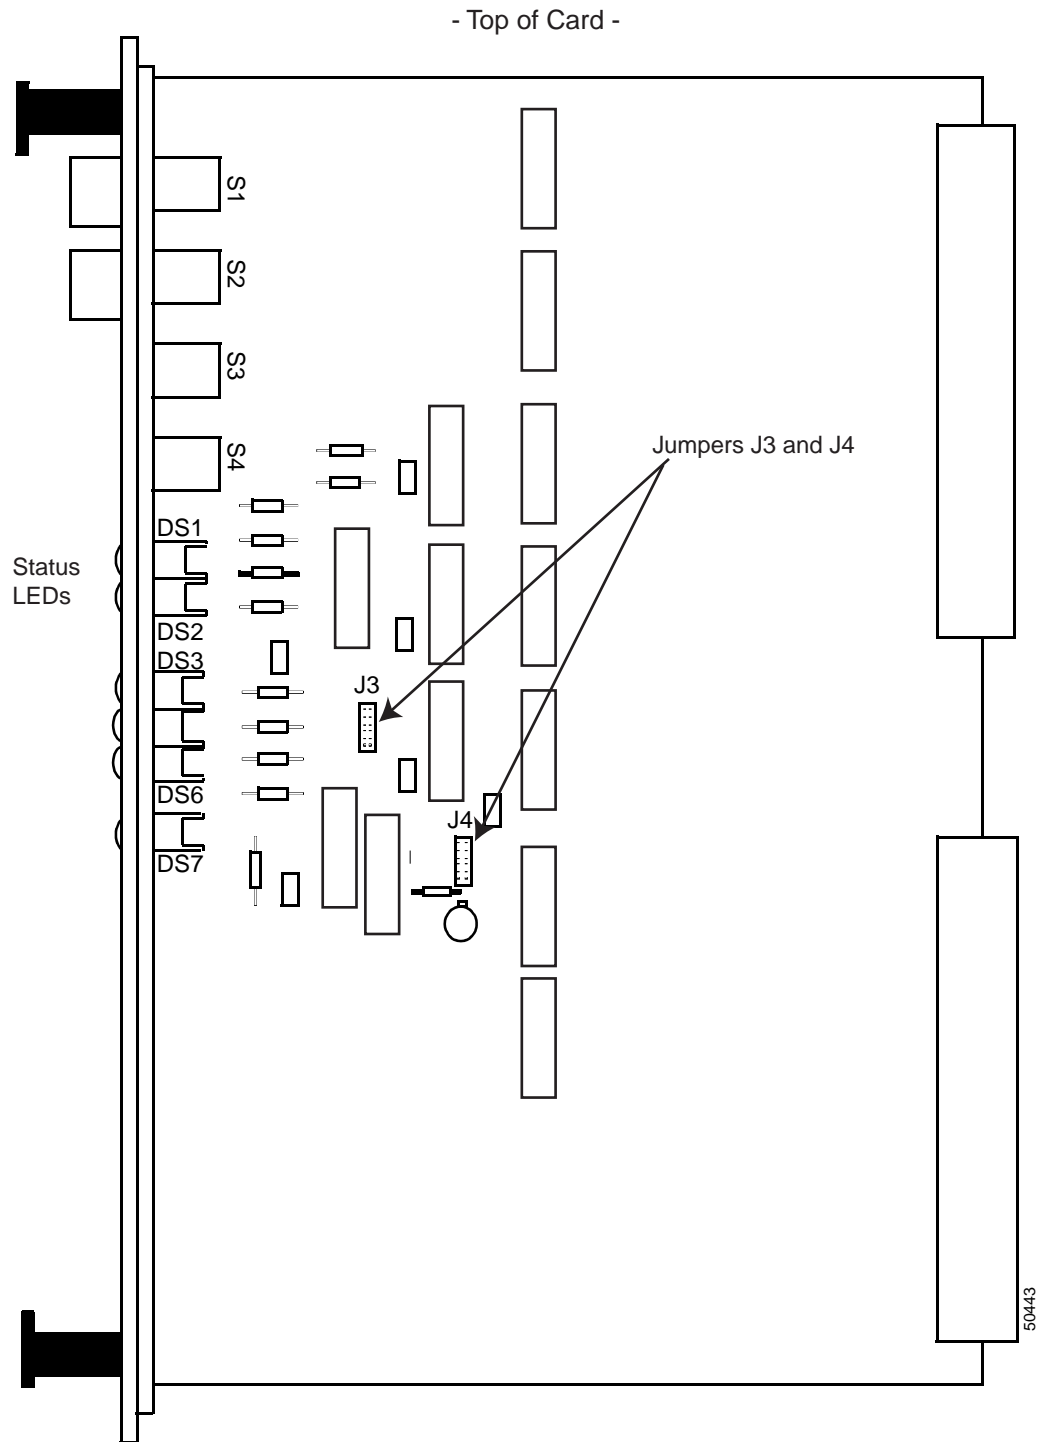 - Top of Card -
S1
S2
S3
S4
Jumpers J3 and J4
DS1
Status
LEDs
DS2
DS3
J3
DS6
J4
DS7
50443